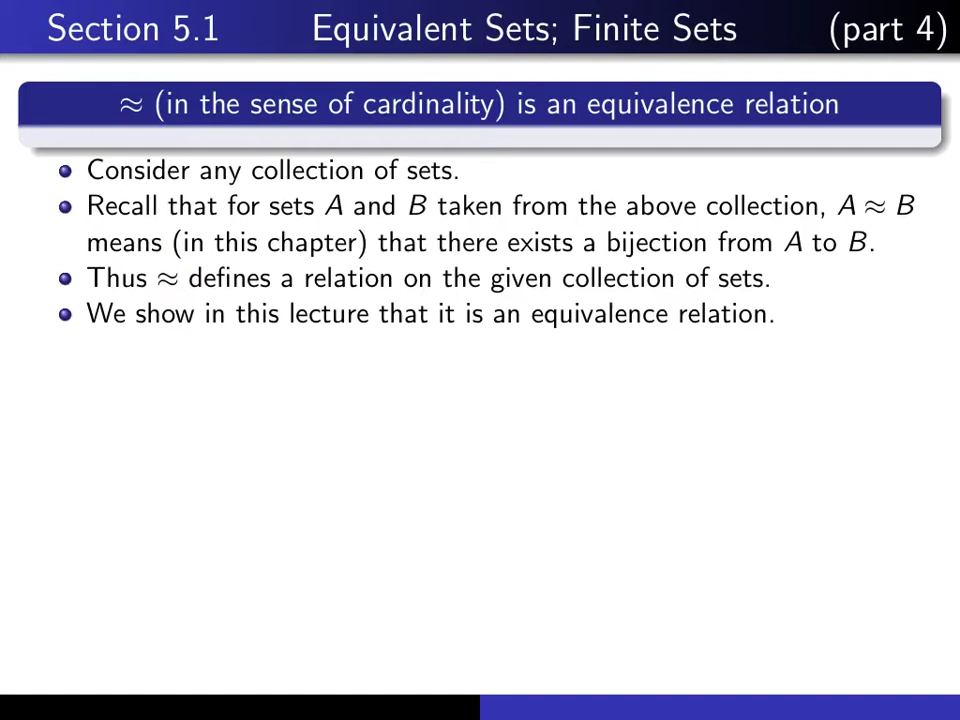 Section 5.1 Equivalent Sets; Finite Sets (part 4)
≈ (in the sense of cardinality) is an equivalence relation
Consider any collection of sets.
Recall that for sets A and B taken from the above collection, A ≈ B
means (in this chapter) that there exists a bijection from A to B.
Thus ≈ defines a relation on the given collection of sets.
We show in this lecture that it is an equivalence relation.